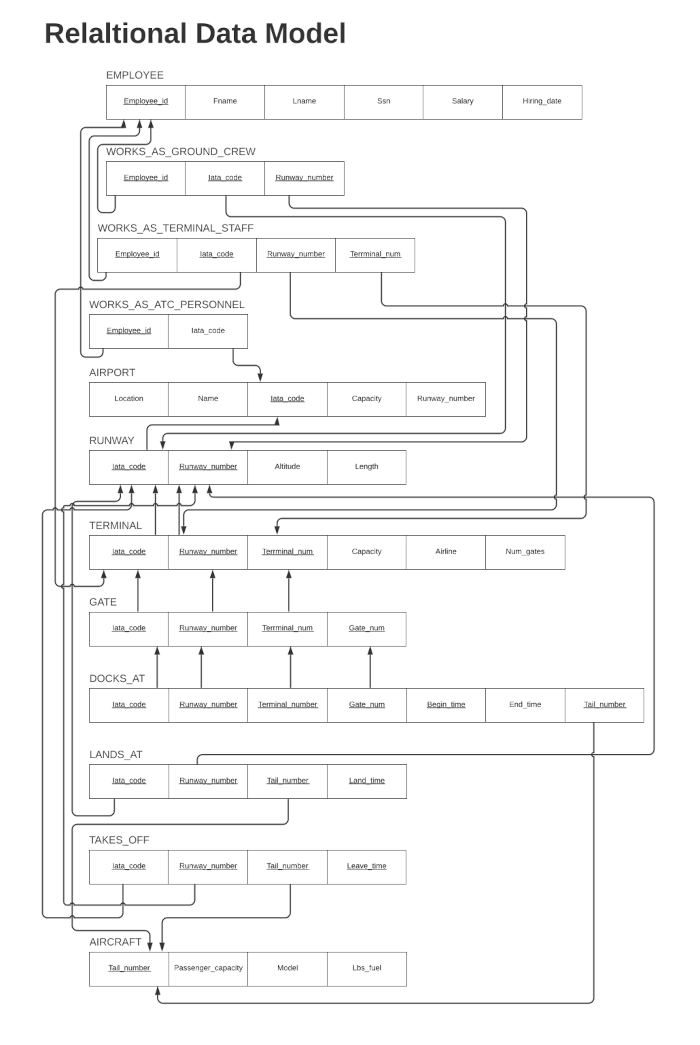 Relaltional Data Model
EMPLOYEE
Employee_id Fname Lname Ssn Salary Hiring_date
WORKS_AS_GROUND_CREW
Employee_id Iata_code Runway_number
WORKS_AS_TERMINAL_STAFF
Employee_id Iata_code Runway_number Terrminal_num
WORKS_AS_ATC_PERSONNEL
Employee_id Iata_code
AIRPORT
Location Name Iata_code Capacity Runway_number
RUNWAY
Iata_code Runway_number Altitude Length
TERMINAL
Iata_code Runway_number Terrminal_num Capacity Airline Num_gates
GATE
Iata_code Runway_number Terrminal_num Gate_num
DOCKS_AT
Iata_code Runway_number Terminal_number Gate_num Begin_time End_time Tail_number
LANDS_AT
Iata_code Runway_number Tail_number Land_time
TAKES_OFF
Iata_code Runway_number Tail_number Leave_time
AIRCRAFT
Tail_number Passenger_capacity Model Lbs_fuel